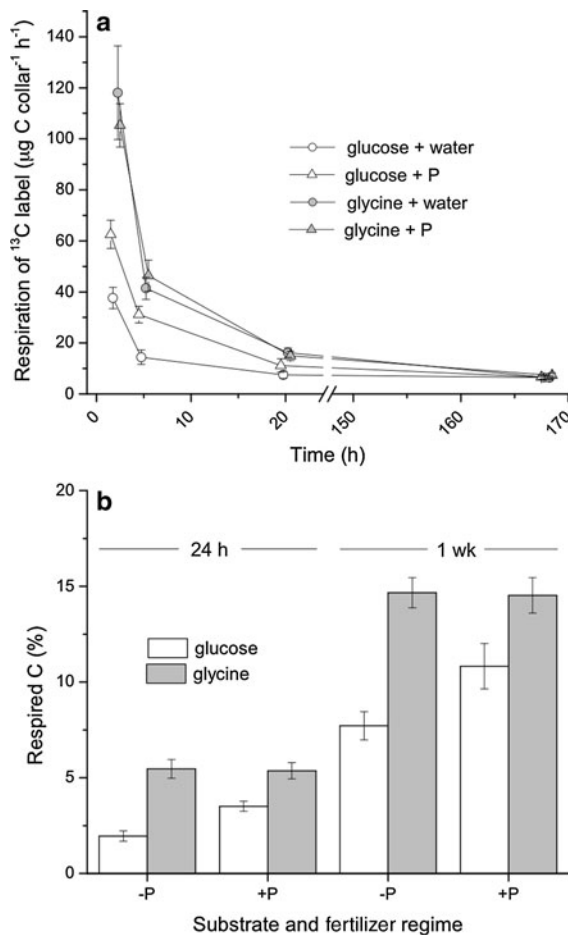 a
Respiration of ¹³C label (µg C collar⁻¹ h⁻¹)
140
120
100
80
60
40
20
0
glucose + water
glucose + P
glycine + water
glycine + P
0
10
20
150
160
170
Time (h)
b
Respired C (%)
20
15
10
5
0
24 h
1 wk
glucose
glycine
-P
+P
-P
+P
Substrate and fertilizer regime